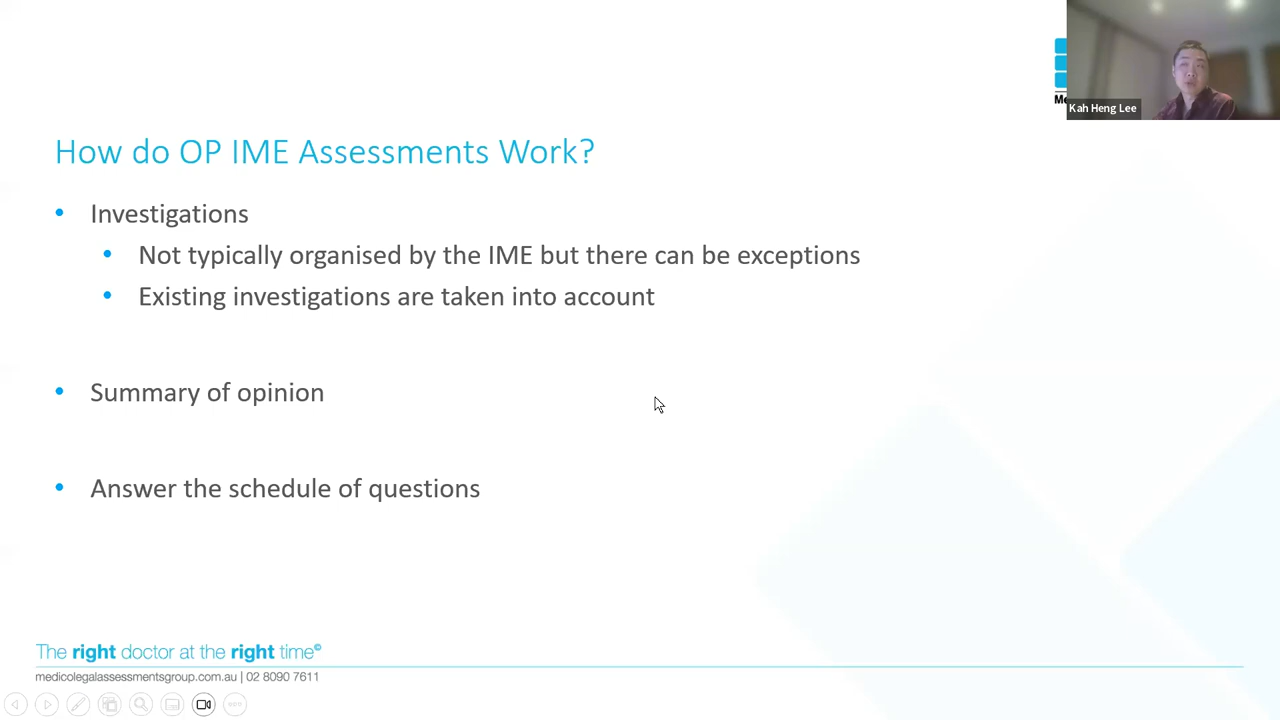 Me
Kah Heng Lee
How do OP IME Assessments Work?
• Investigations
• Not typically organised by the IME but there can be exceptions
• Existing investigations are taken into account
• Summary of opinion
• Answer the schedule of questions
The right doctor at the right time©
medicolegalassessmentsgroup.com.au | 02 8090 7611